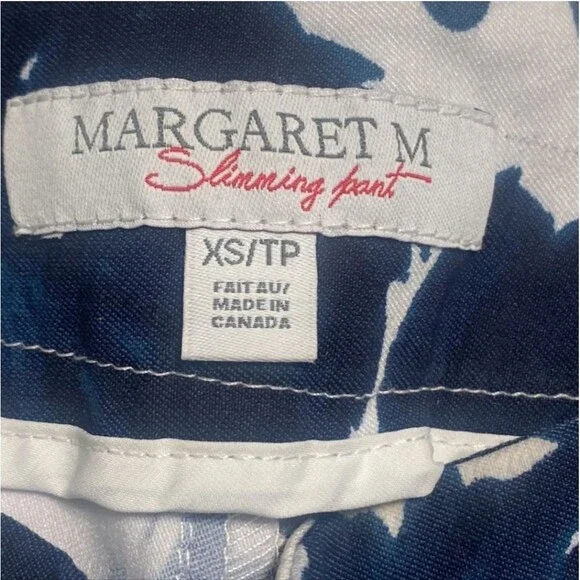 MARGARET M
Slimming pant
XS/TP
FAIT AU/
MADE IN
CANADA